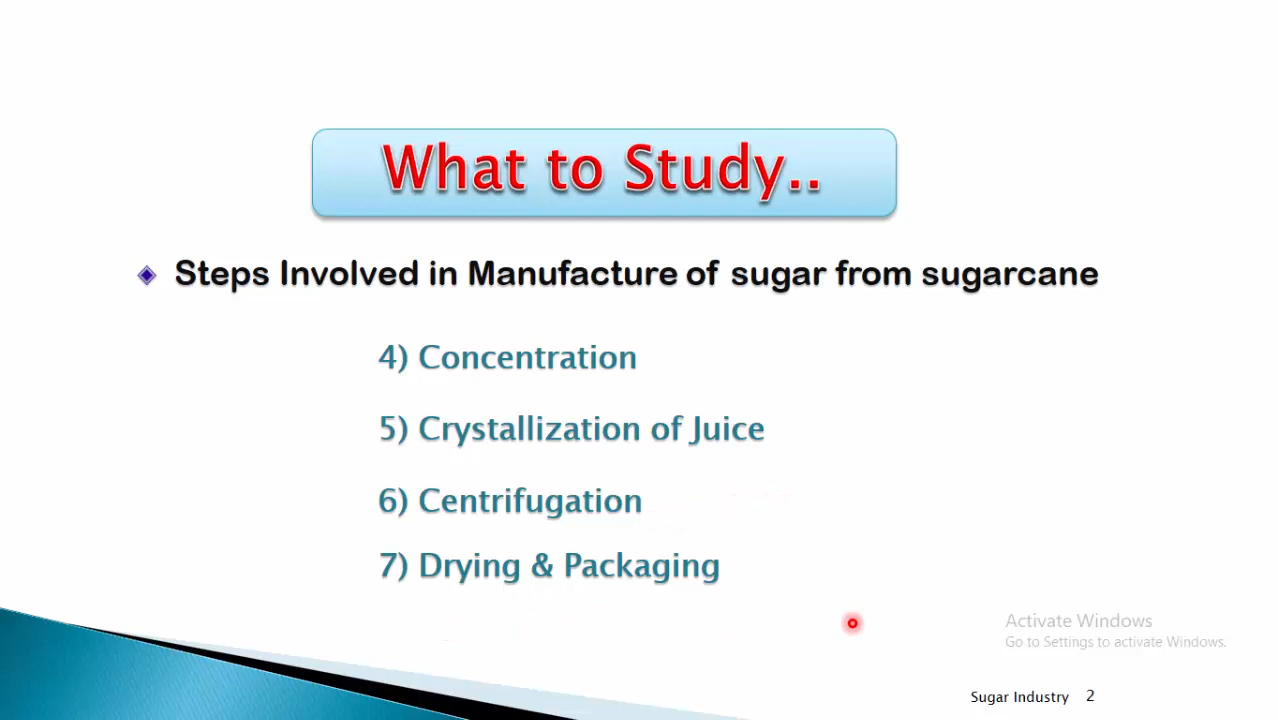 What to Study..
Steps Involved in Manufacture of sugar from sugarcane
4) Concentration
5) Crystallization of Juice
6) Centrifugation
7) Drying & Packaging
Activate Windows
Go to Settings to activate Windows.
Sugar Industry 2